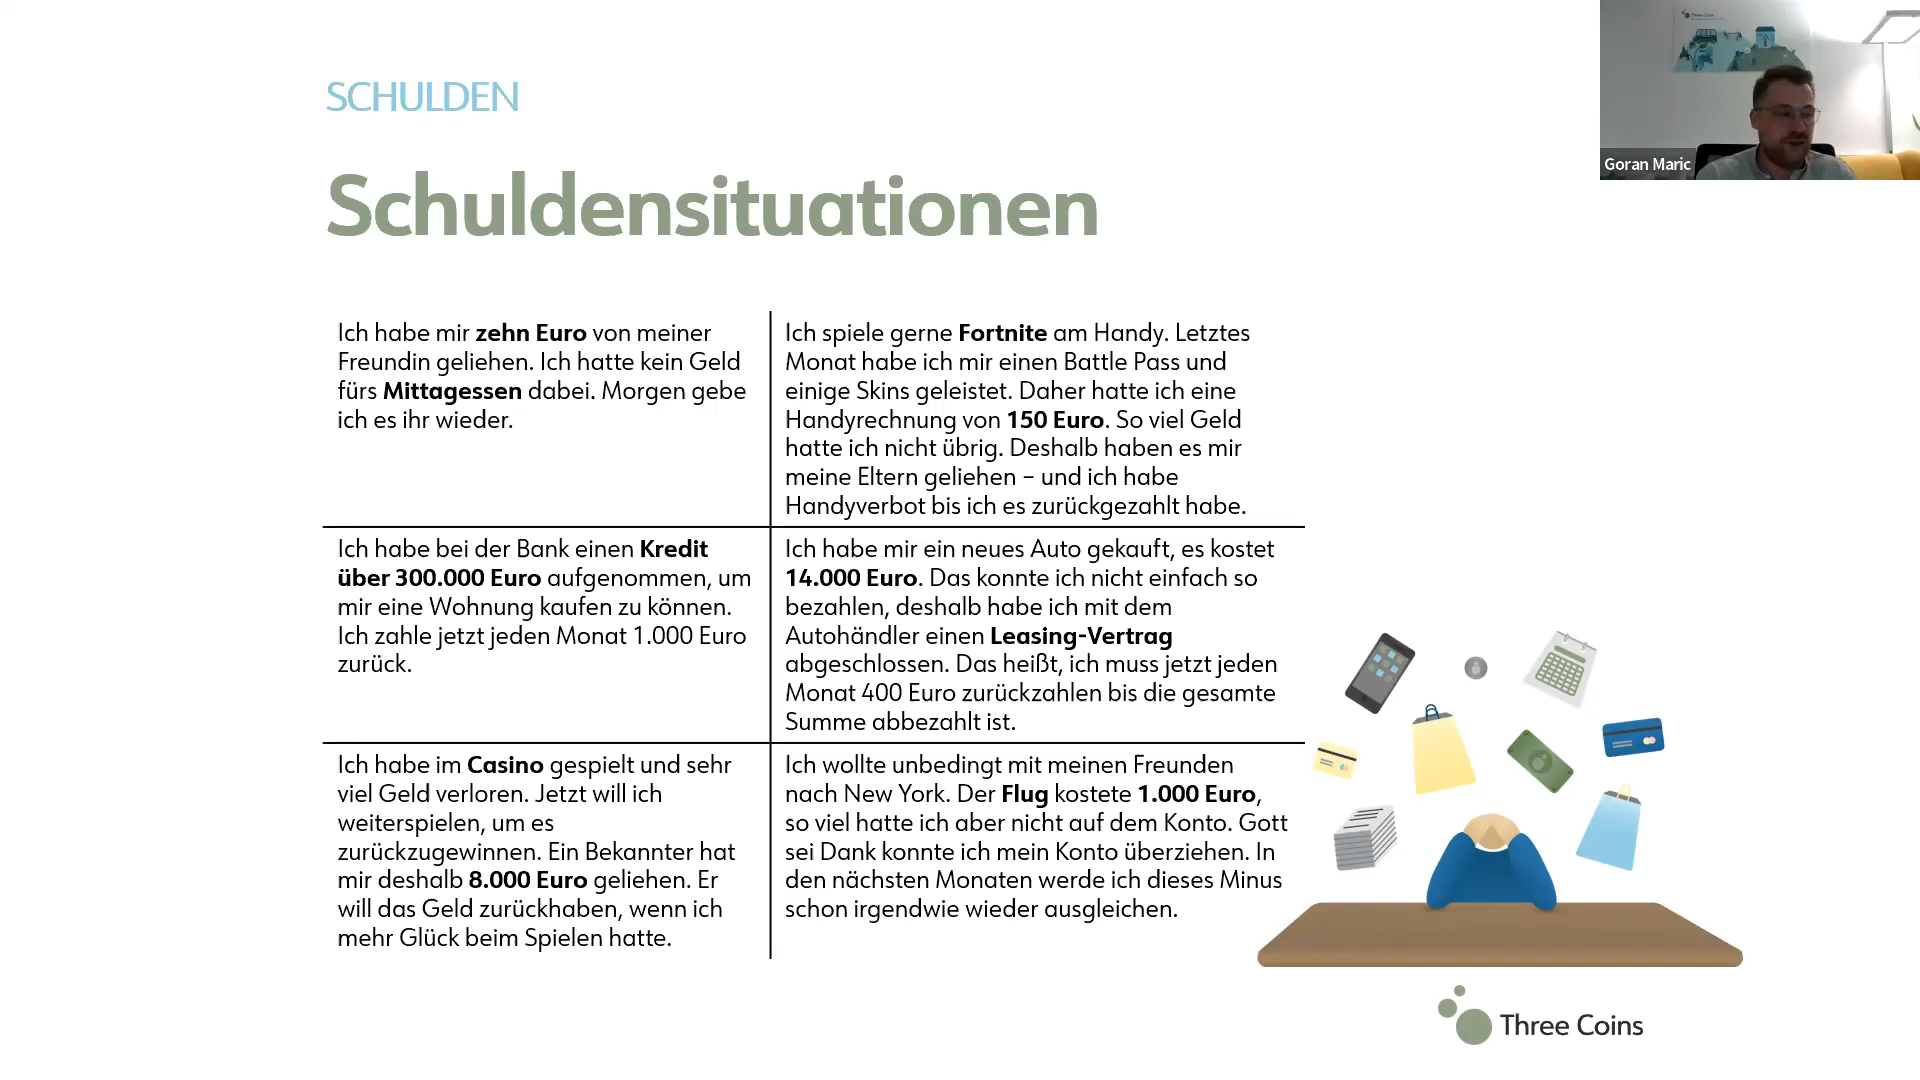 SCHULDEN
Schuldensituationen
Ich habe mir zehn Euro von meiner
Freundin geliehen. Ich hatte kein Geld
fürs Mittagessen dabei. Morgen gebe
ich es ihr wieder.
Ich spiele gerne Fortnite am Handy. Letztes
Monat habe ich mir einen Battle Pass und
einige Skins geleistet. Daher hatte ich eine
Handyrechnung von 150 Euro. So viel Geld
hatte ich nicht übrig. Deshalb haben es mir
meine Eltern geliehen – und ich habe
Handyverbot bis ich es zurückgezahlt habe.
Ich habe bei der Bank einen Kredit
über 300.000 Euro aufgenommen, um
mir eine Wohnung kaufen zu können.
Ich zahle jetzt jeden Monat 1.000 Euro
zurück.
Ich habe mir ein neues Auto gekauft, es kostet
14.000 Euro. Das konnte ich nicht einfach so
bezahlen, deshalb habe ich mit dem
Autohändler einen Leasing-Vertrag
abgeschlossen. Das heißt, ich muss jetzt jeden
Monat 400 Euro zurückzahlen bis die gesamte
Summe abbezahlt ist.
Ich habe im Casino gespielt und sehr
viel Geld verloren. Jetzt will ich
weiterspielen, um es
zurückzugewinnen. Ein Bekannter hat
mir deshalb 8.000 Euro geliehen. Er
will das Geld zurückhaben, wenn ich
mehr Glück beim Spielen hatte.
Ich wollte unbedingt mit meinen Freunden
nach New York. Der Flug kostete 1.000 Euro,
so viel hatte ich aber nicht auf dem Konto. Gott
sei Dank konnte ich mein Konto überziehen. In
den nächsten Monaten werde ich dieses Minus
schon irgendwie wieder ausgleichen.
Three Coins
Three Coins
Goran Maric